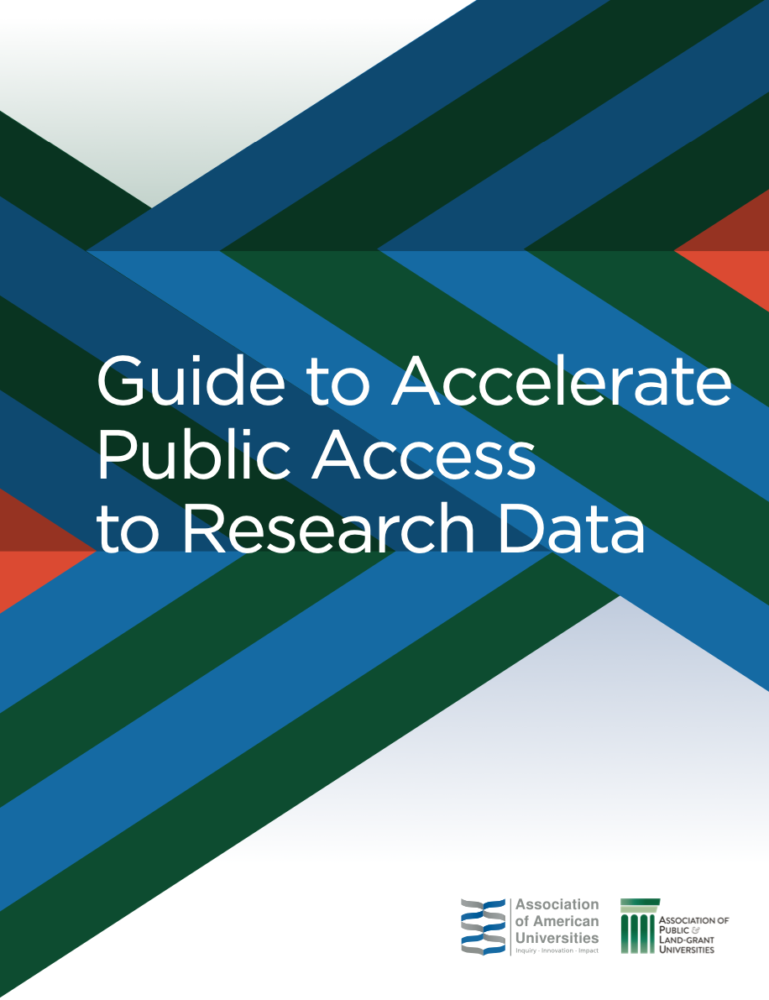 Guide to Accelerate
Public Access
to Research Data
Association
of American
Universities
Inquiry · Innovation · Impact
ASSOCIATION OF
PUBLIC &
LAND-GRANT
UNIVERSITIES